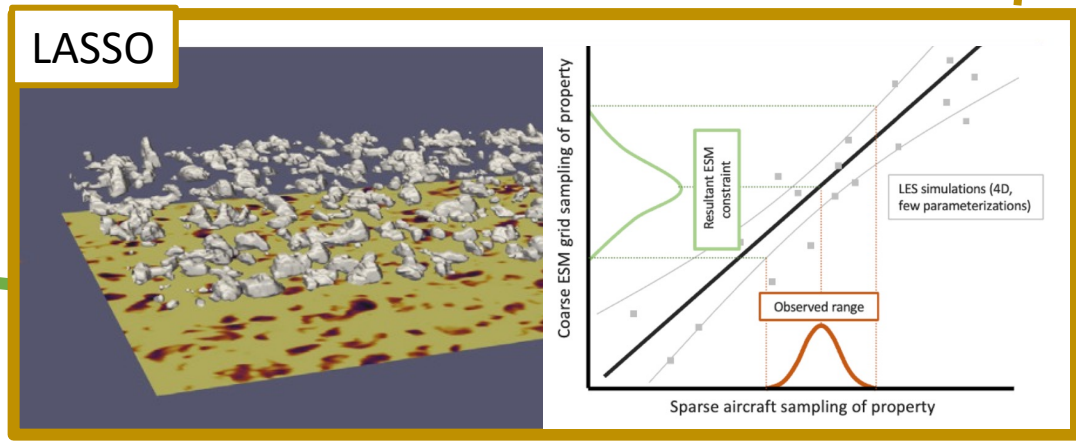 LASSO
Coarse ESM grid sampling of property
Resultant ESM
constraint
LES simulations (4D,
few parameterizations)
Observed range
Sparse aircraft sampling of property